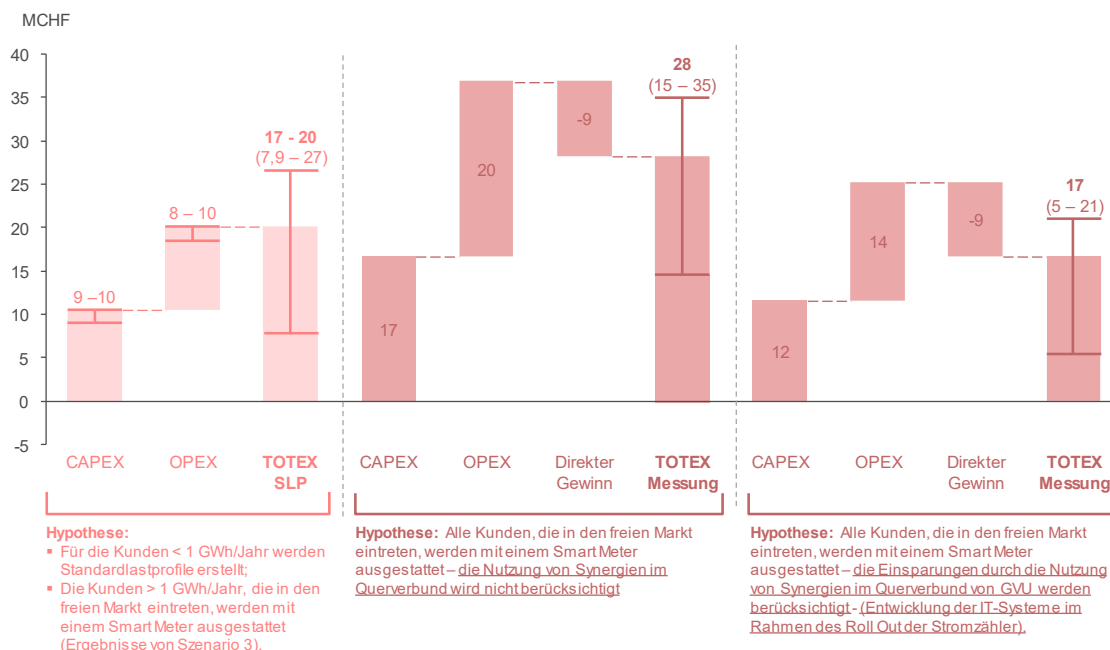 MCHF
40
35
30
25
20
15
10
5
0
-5
9 –10
8 – 10
17 - 20
(7,9 – 27)
17
20
-9
28
(15 – 35)
12
14
-9
17
(5 – 21)
CAPEX
OPEX
TOTEX
SLP
CAPEX
OPEX
Direkter
Gewinn
TOTEX
Messung
CAPEX
OPEX
Direkter
Gewinn
TOTEX
Messung
Hypothese:
▪ Für die Kunden < 1 GWh/Jahr werden
Standardlastprofile erstellt;
▪ Die Kunden > 1 GWh/Jahr, die in den
freien Markt eintreten, werden mit
einem Smart Meter ausgestattet
(Ergebnisse von Szenario 3).
Hypothese: Alle Kunden, die in den freien Markt
eintreten, werden mit einem Smart Meter
ausgestattet – die Nutzung von Synergien im
Querverbund wird nicht berücksichtigt
Hypothese: Alle Kunden, die in den freien Markt
eintreten, werden mit einem Smart Meter
ausgestattet – die Einsparungen durch die Nutzung
von Synergien im Querverbund von GVU werden
berücksichtigt - (Entwicklung der IT-Systeme im
Rahmen des Roll Out der Stromzähler).